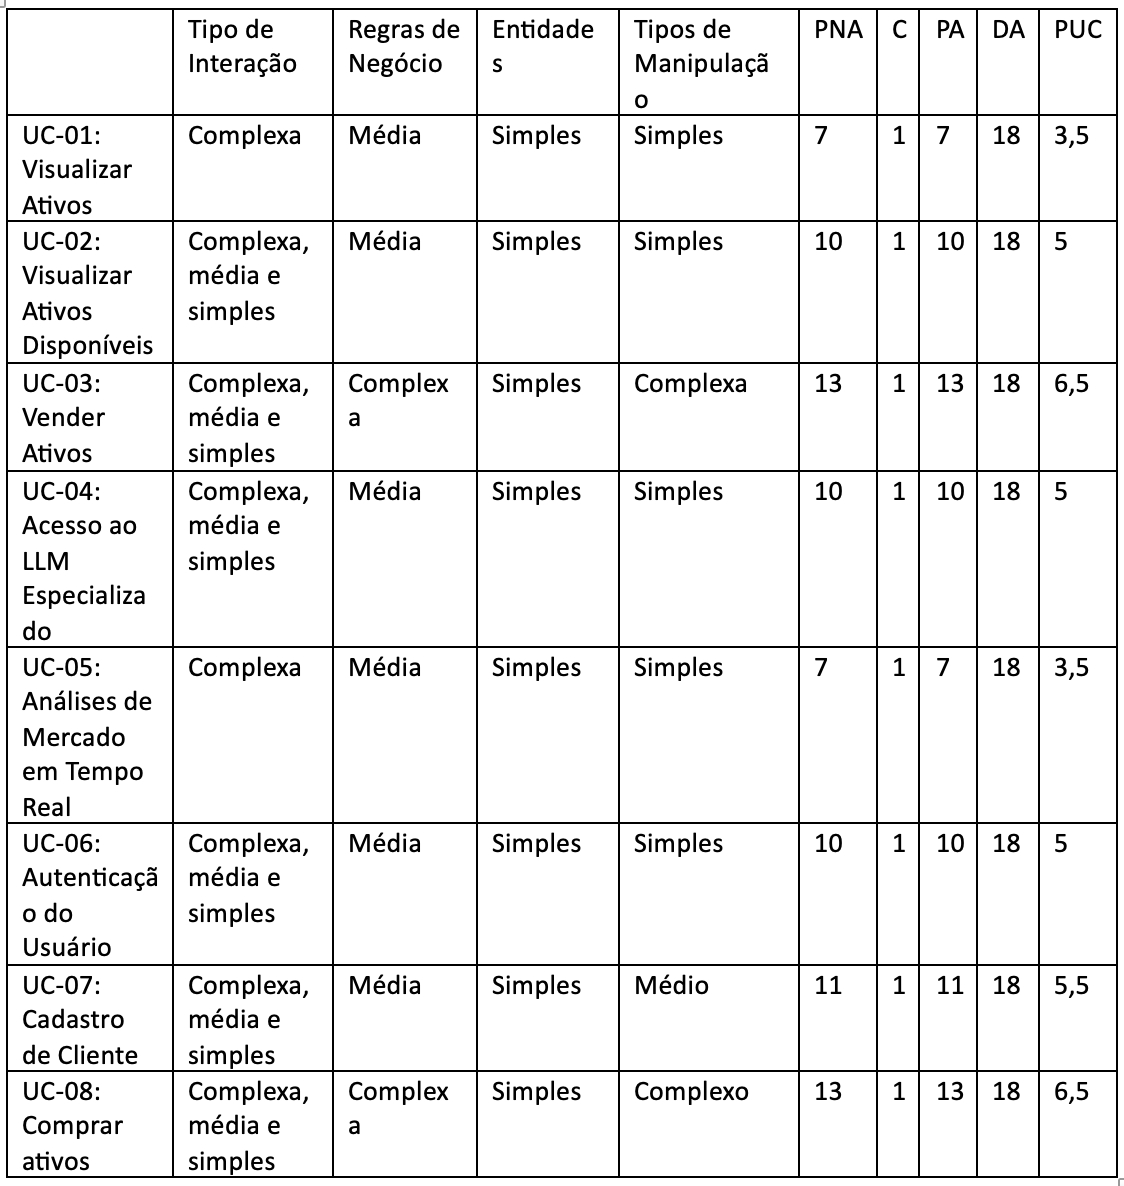 Tipo de Interação Regras de Negócio Entidades Tipos de Manipulação PNA C PA DA PUC
UC-01: Visualizar Ativos Complexa Média Simples Simples 7 1 7 18 3,5
UC-02: Visualizar Ativos Disponíveis Complexa, média e simples Média Simples Simples 10 1 10 18 5
UC-03: Vender Ativos Complexa, média e simples Complexa Simples Complexa 13 1 13 18 6,5
UC-04: Acesso ao LLM Especializado Complexa, média e simples Média Simples Simples 10 1 10 18 5
UC-05: Análises de Mercado em Tempo Real Complexa Média Simples Simples 7 1 7 18 3,5
UC-06: Autenticação do Usuário Complexa, média e simples Média Simples Simples 10 1 10 18 5
UC-07: Cadastro de Cliente Complexa, média e simples Média Simples Médio 11 1 11 18 5,5
UC-08: Comprar ativos Complexa, média e simples Complexa Simples Complexo 13 1 13 18 6,5